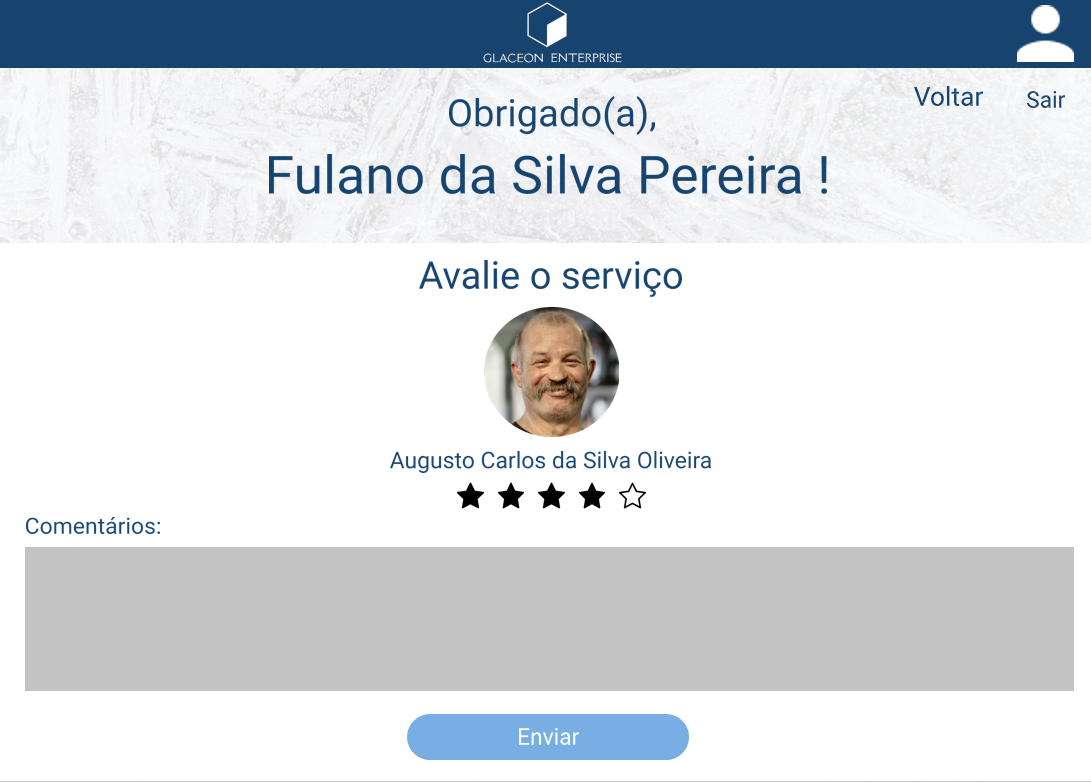 GLACEON ENTERPRISE
Voltar
Sair
Obrigado(a),
Fulano da Silva Pereira !
Avalie o serviço
Augusto Carlos da Silva Oliveira
Comentários:
Enviar